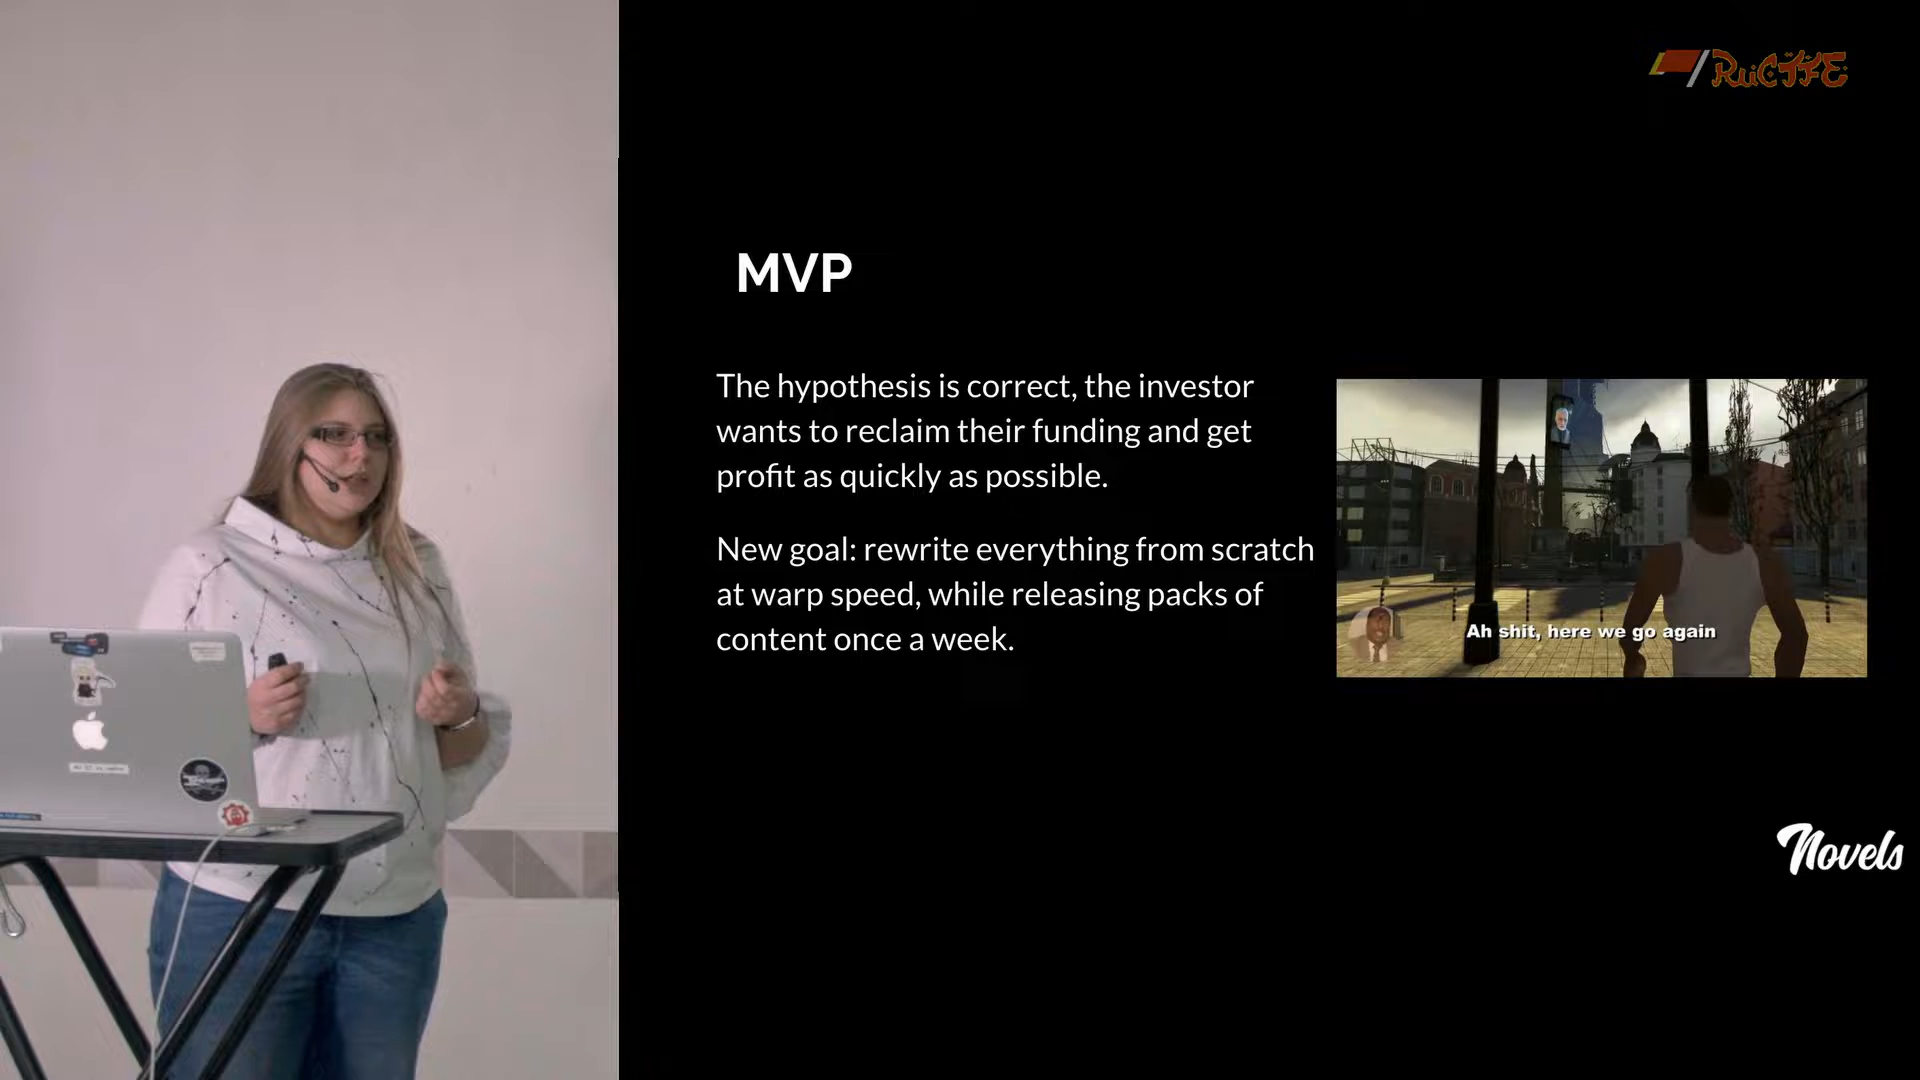 RUCTFE
MVP
The hypothesis is correct, the investor
wants to reclaim their funding and get
profit as quickly as possible.
New goal: rewrite everything from scratch
at warp speed, while releasing packs of
content once a week.
Ah shit, here we go again
Novels